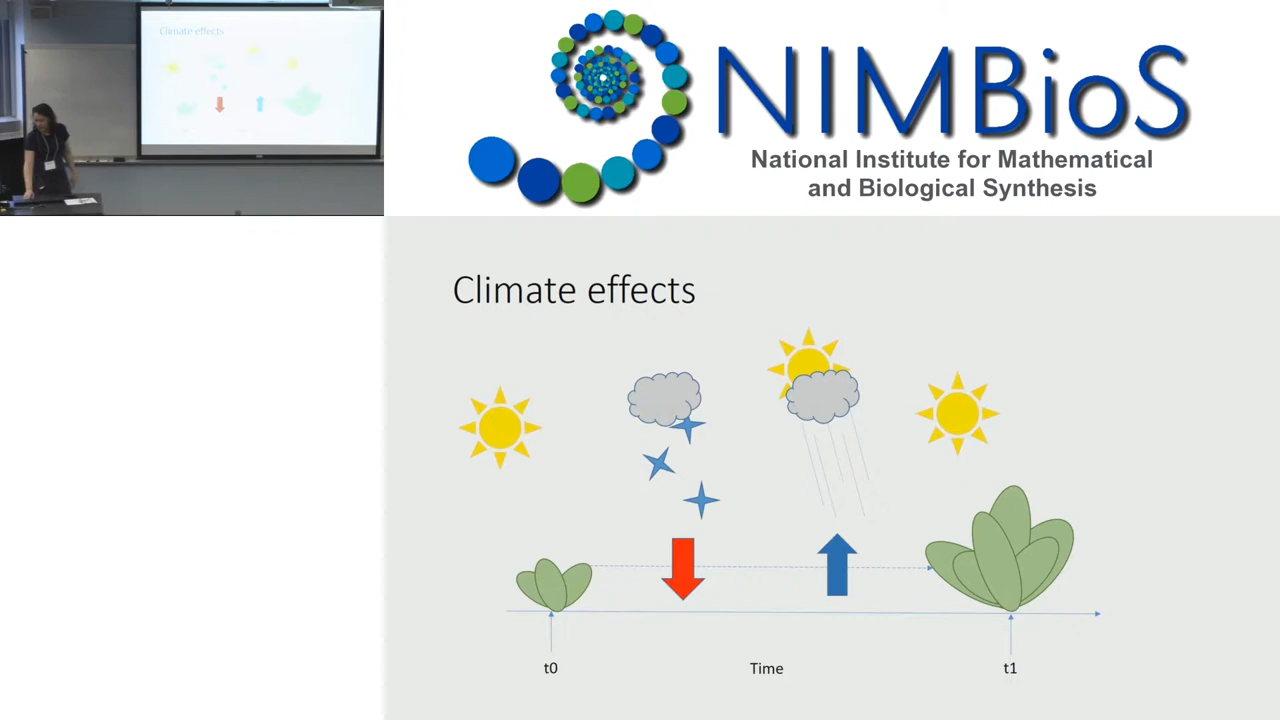 Climate effects
NIMBioS
National Institute for Mathematical
and Biological Synthesis
Climate effects
t0
Time
t1